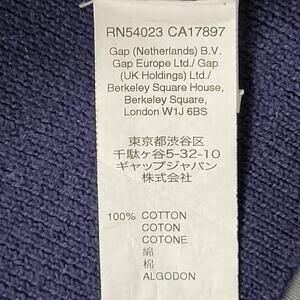 RN54023 CA17897
Gap (Netherlands) B.V.
Gap Europe Ltd./ Gap
(UK Holdings) Ltd./
Berkeley Square House,
Berkeley Square,
London W1J 6BS
東京都渋谷区
千駄ヶ谷5-32-10
ギャップジャパン
株式会社
100% COTTON
COTON
COTONE
綿
棉
ALGODON